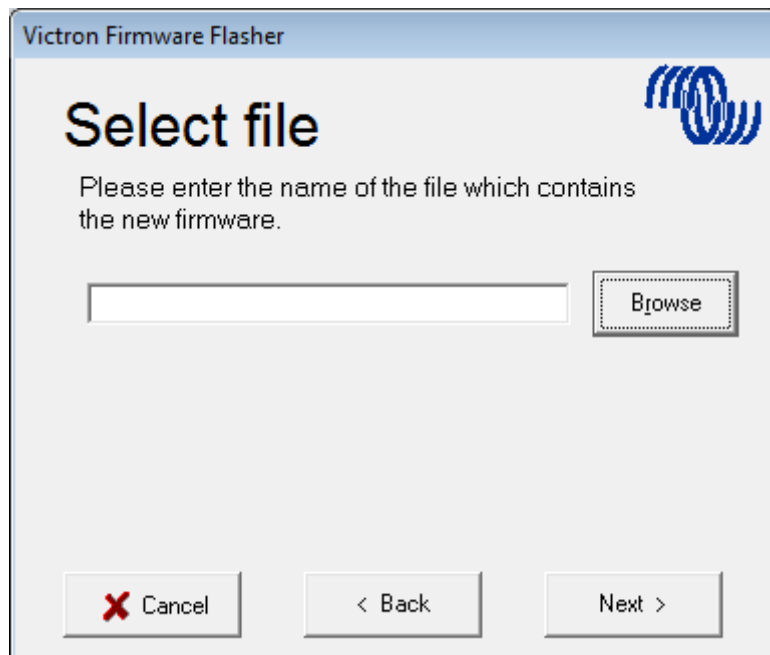 Victron Firmware Flasher
Select file
Please enter the name of the file which contains
the new firmware.
Browse
Cancel
< Back
Next >